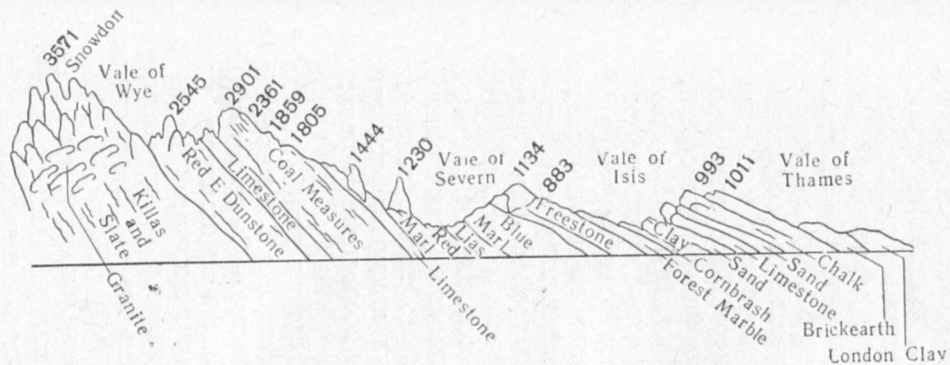 3571
Snowdon
Vale of
Wye
2545
2901
2361
1859
1805
1444
1230
Vale of
Severn
1134
883
Vale of
Isis
993
1011
Vale of
Thames
Killas
and
Slate
Granite
Red E Dunstone
Limestone
Coal Measures
Limestone
Marl
Red
Lias
Marl
Blue
Freestone
Clay
Forest Marble
Cornbrash
Sand
Limestone
Sand
Chalk
Brickearth
London Clay